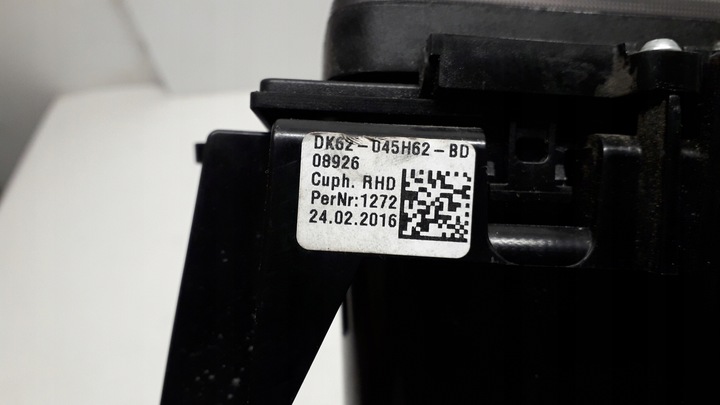 DK62-045H62-BD
08926
Cuph. RHD
PerNr:1272
24.02.2016